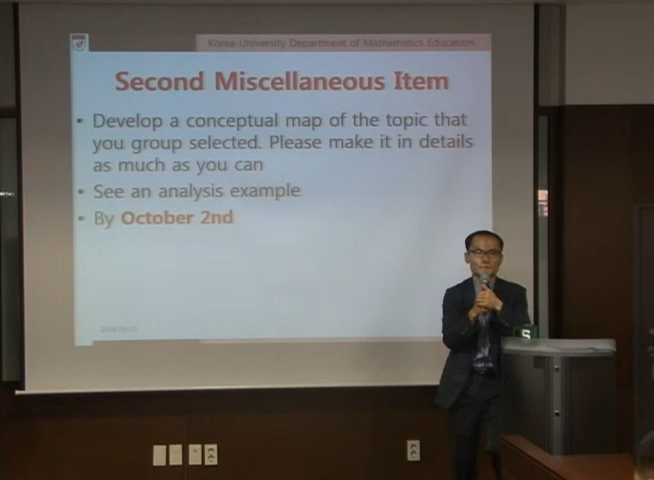 Korea University Department of Mathematics Education
Second Miscellaneous Item
• Develop a conceptual map of the topic that
you group selected. Please make it in details
as much as you can
• See an analysis example
• By October 2nd
S